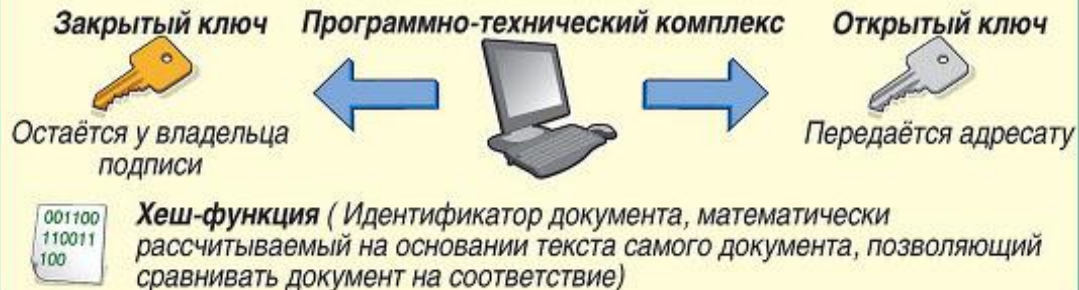 Закрытый ключ Программно-технический комплекс Открытый ключ
Остаётся у владельца подписи
Передаётся адресату
001100
110011
100
Хеш-функция ( Идентификатор документа, математически
рассчитываемый на основании текста самого документа, позволяющий
сравнивать документ на соответствие)